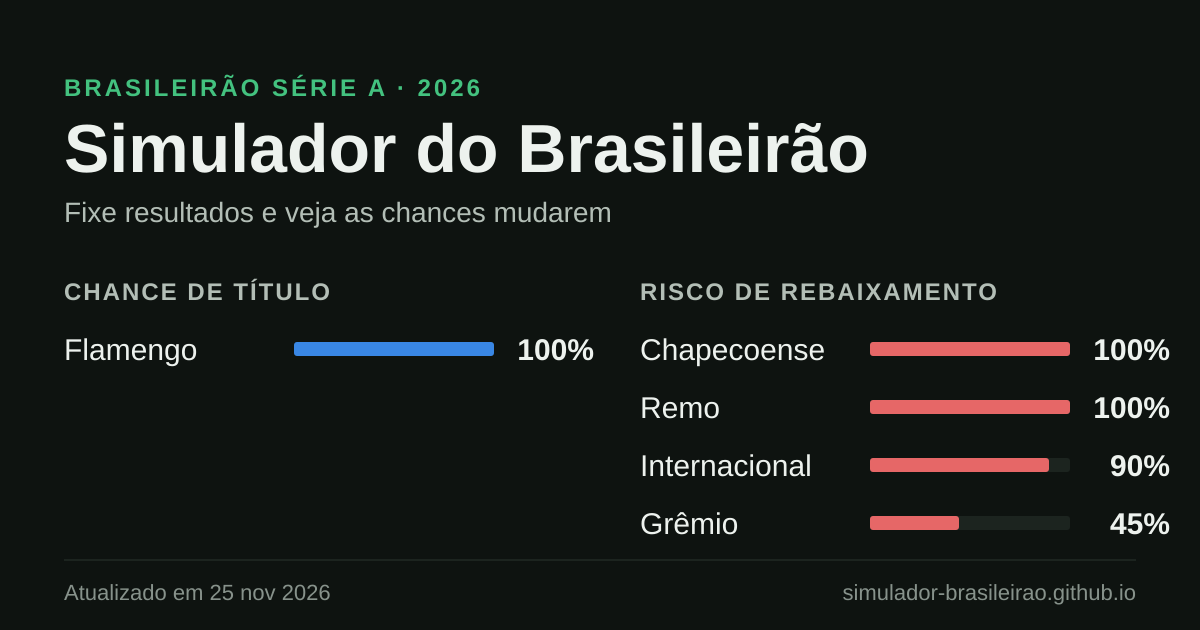 BRASILEIRÃO SÉRIE A · 2026
Simulador do Brasileirão
Fixe resultados e veja as chances mudarem
CHANCE DE TÍTULO
Flamengo 100%
RISCO DE REBAIXAMENTO
Chapecoense 100%
Remo 100%
Internacional 90%
Grêmio 45%
Atualizado em 25 nov 2026
simulador-brasileirao.github.io